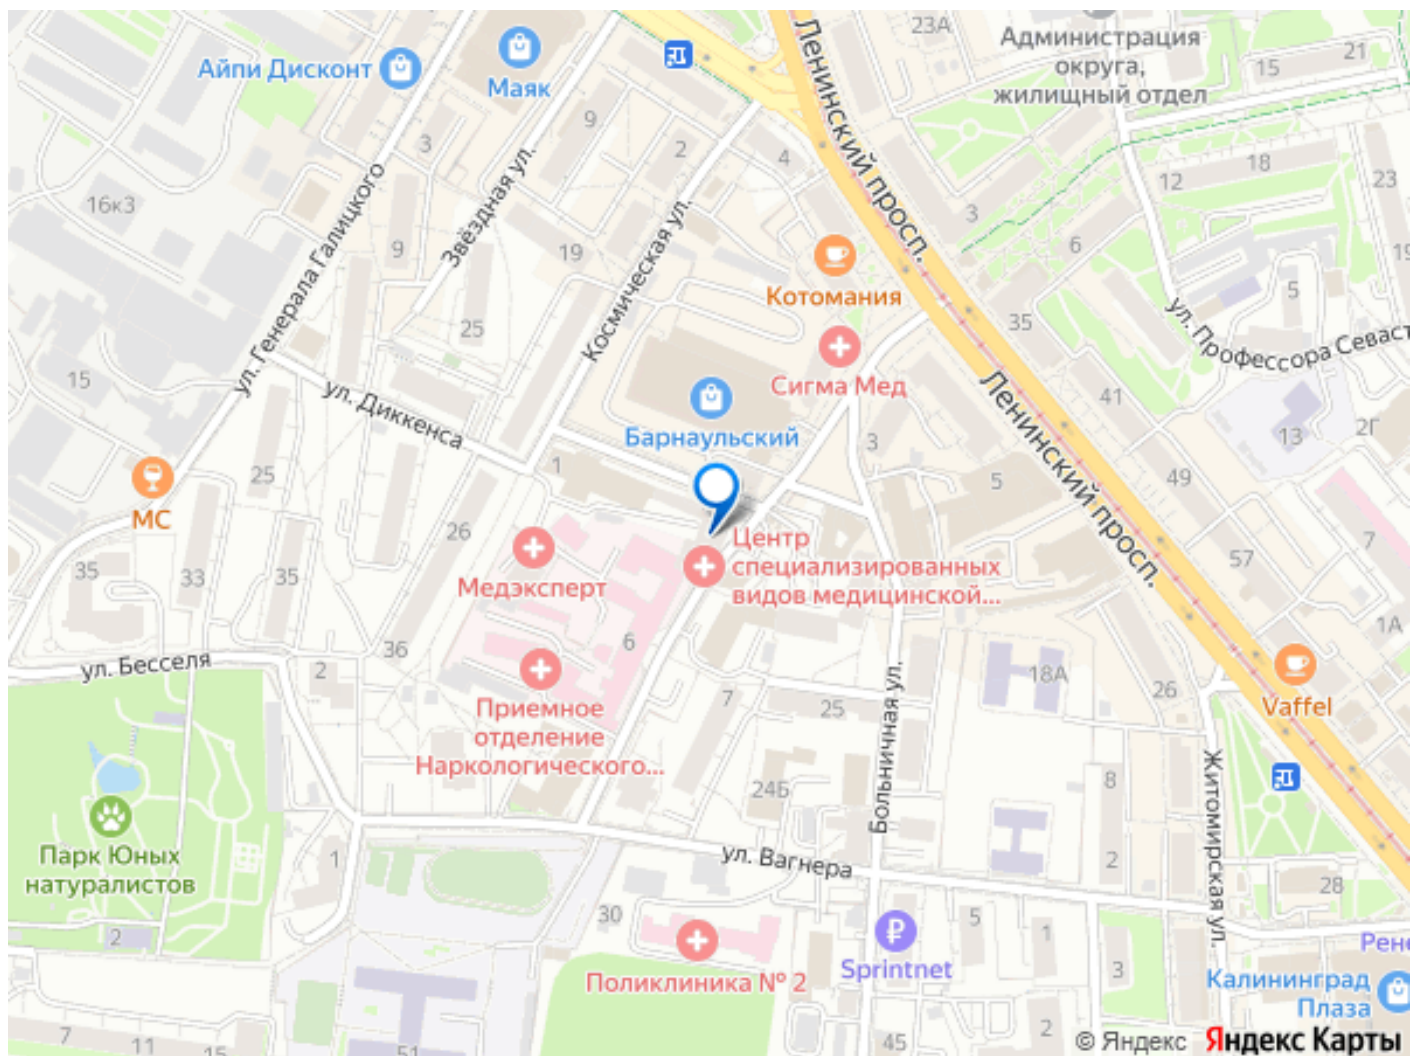 Айпи Дисконт
Маяк
Ленинский просп.
23А
Администрация
округа,
жилищный отдел
15
21
3
9
2
4
18
12
23
16к3
ул. Генерала Галицкого
Звёздная ул.
Космическая ул.
9
19
25
3
6
5
Котомания
35
ул. Профессора Севаст
15
ул. Диккенса
Сигма Мед
Ленинский просп.
41
13
2Г
Барнаульский
3
25
МС
1
5
49
26
Медэксперт
Центр
специализированных
видов медицинской...
57
7
35
33
35
36
6
1А
ул. Бесселя
2
Приемное
отделение
Наркологического...
7
25
Больничная ул.
18А
26
Vaffel
24Б
8
Житомирская ул.
Парк Юных
натуралистов
1
ул. Вагнера
2
28
2
30
Поликлиника № 2
Sprintnet
5
1
3
Рене
Калининград
Плаза
7
11
51
45
2
© Яндекс
Яндекс Карты